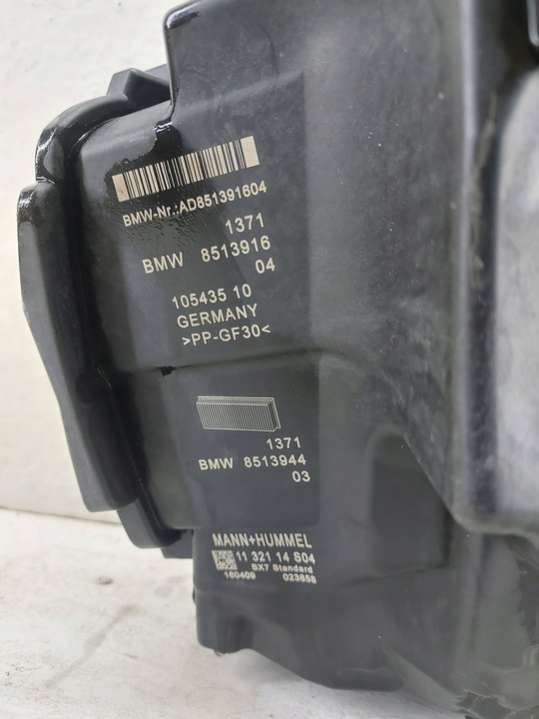 BMW-Nr.:AD851391604
1371
BMW 8513916
04
105435 10
GERMANY
>PP-GF30<
1371
BMW 8513944
03
MANN+HUMMEL
11 321 14 S04
BX7 Standard
160409 023658